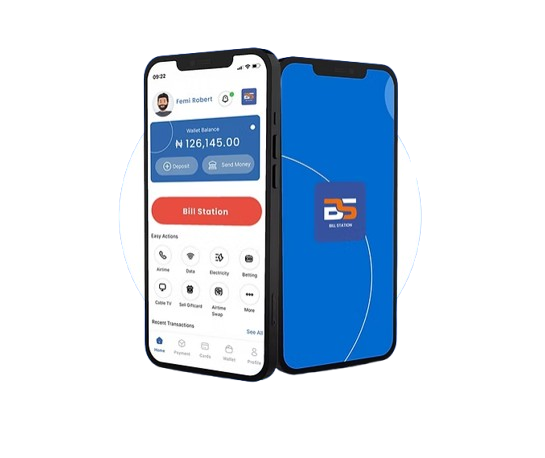 09:22
Femi Robert
Wallet Balance
₦ 126,145.00
Deposit
Send Money
Bill Station
Easy Actions
Airtime
Data
Electricity
Betting
Cable TV
Sell Giftcard
Airtime Swap
More
Recent Transactions
See All
Home
Payment
Cards
Wallet
Profile
BS
BILL STATION